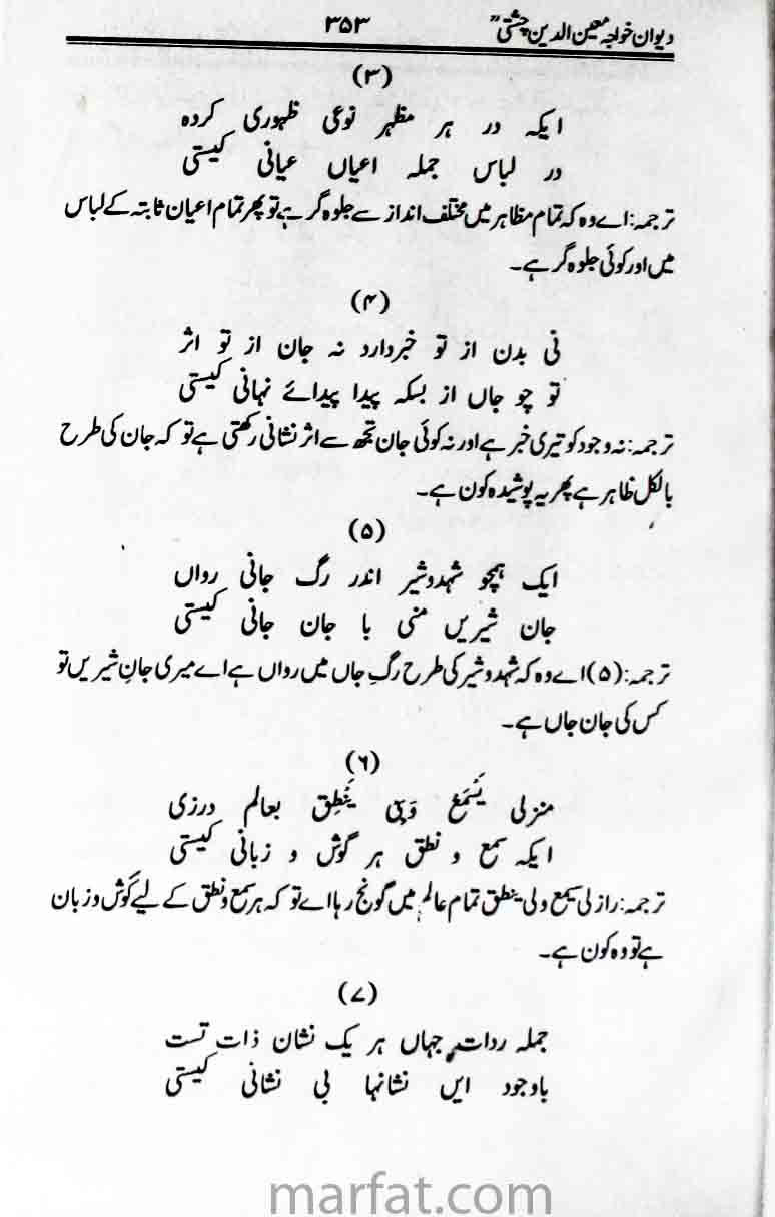 دیوان خواجہ معین الدین چشتیؒ ۳۵۳
(۳)
ایکہ در ہر مظہر نوعی ظہوری کردہ
در لباس جملہ اعیاں عیانی کیستی
ترجمہ: اے وہ کہ تمام مظاہر میں مختلف انداز سے جلوہ گر ہے تو پھر تمام اعیان ثابتہ کے لباس
میں اور کوئی جلوہ گر ہے۔
(۴)
نی بدن از تو خبردارد نہ جان از تو اثر
تو چو جاں از بسکہ پیدا پیدائے نہانی کیستی
ترجمہ: نہ وجود کو تیری خبر ہے اور نہ کوئی جان تجھ سے اثر نشانی رکھتی ہے تو کہ جان کی طرح
بالکل ظاہر ہے پھر یہ پوشیدہ کون ہے۔
(۵)
ایک ہمچو شہدوشیر اندر رگ جانی رواں
جان شیریں منی با جان جانی کیستی
ترجمہ: (۵) اے وہ کہ شہد و شیر کی طرح رگِ جاں میں رواں ہے اے میری جانِ شیریں تو
کس کی جان جاں ہے۔
(۶)
منزلی یَسْمَع وَبِی یَنْطِق بعالم درزی
ایکہ سمع و نطق ہر گوش و زبانی کیستی
ترجمہ: راز لی یسمع ولی ینطق تمام عالم میں گونج رہا اے تو کہ ہر سمع و نطق کے لیے گوش و زبان
ہے تو وہ کون ہے۔
(۷)
جملہ ردات جہاں ہر یک نشان ذات تست
باوجود ایں نشانہا بی نشانی کیستی
marfat.com